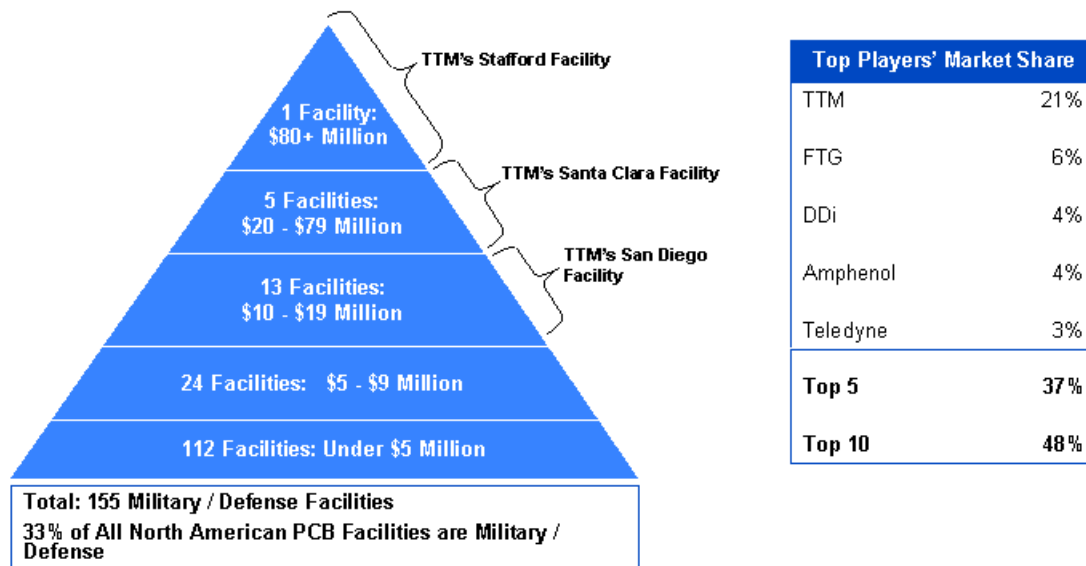 TTM's Stafford Facility
1 Facility:
$80+ Million
TTM's Santa Clara Facility
5 Facilities:
$20 - $79 Million
TTM's San Diego
Facility
13 Facilities:
$10 - $19 Million
24 Facilities: $5 - $9 Million
112 Facilities: Under $5 Million
Total: 155 Military / Defense Facilities
33% of All North American PCB Facilities are Military /
Defense
Top Players' Market Share
TTM 21%
FTG 6%
DDi 4%
Amphenol 4%
Teledyne 3%
Top 5 37%
Top 10 48%